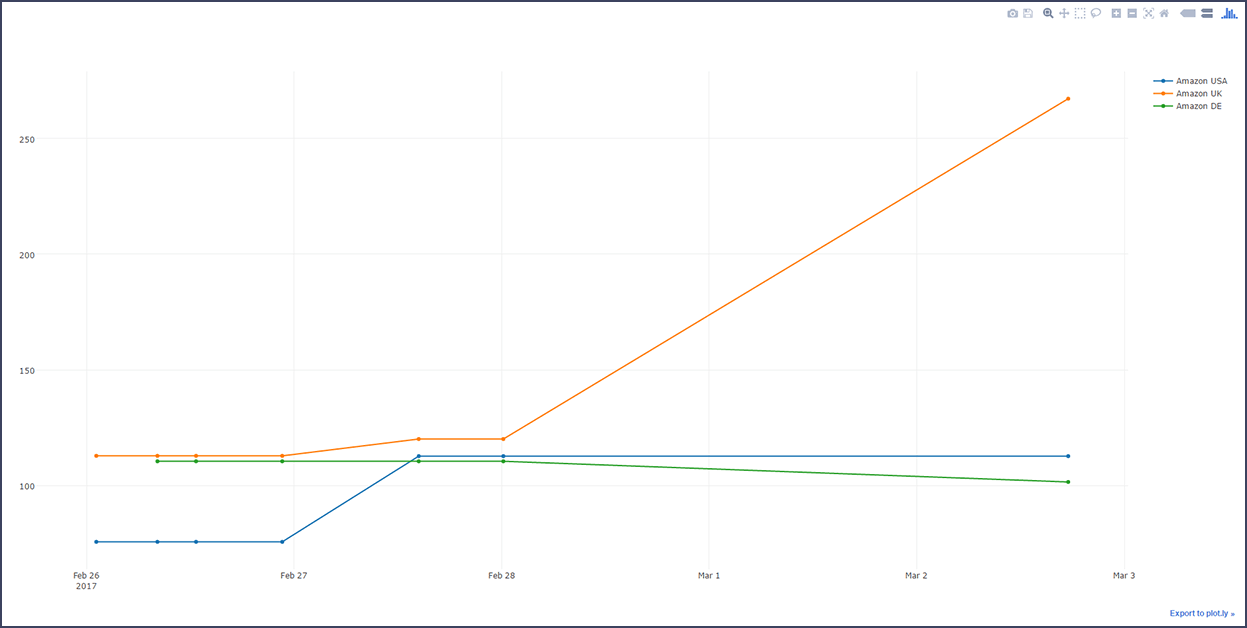 Amazon USA
Amazon UK
Amazon DE
250
200
150
100
Feb 26
2017
Feb 27
Feb 28
Mar 1
Mar 2
Mar 3
Export to plot.ly »